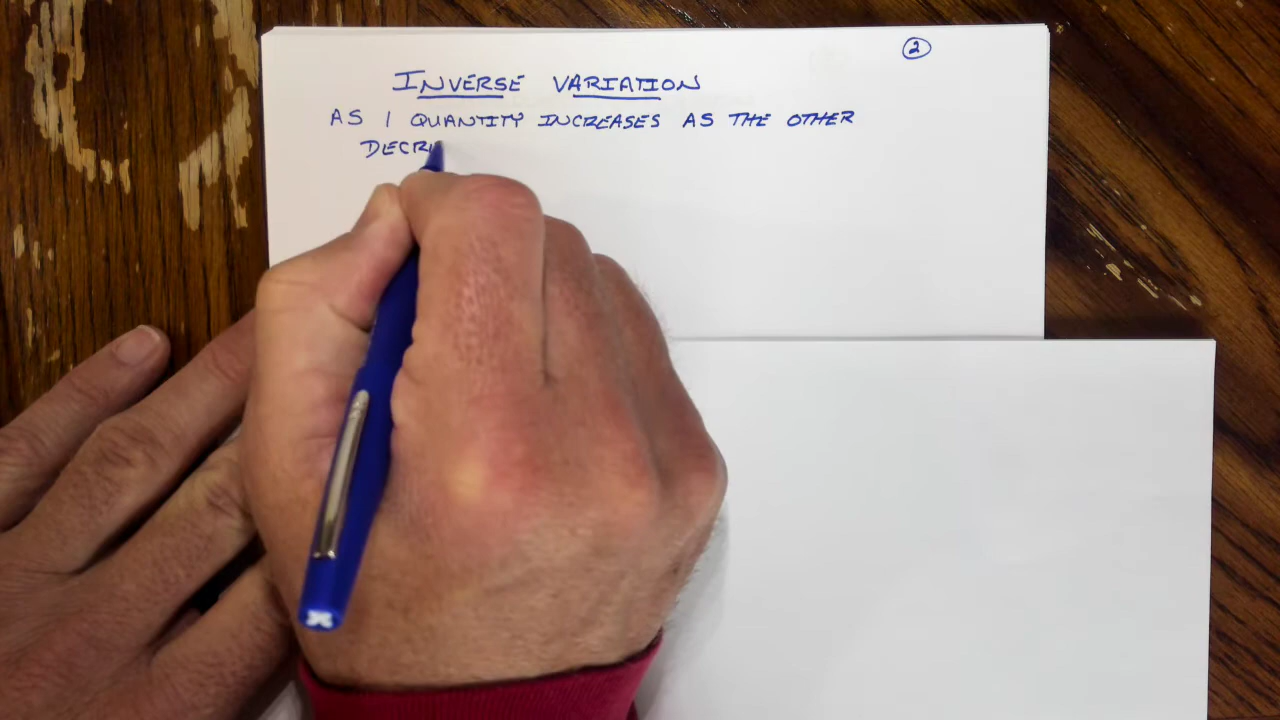 2
INVERSE VARIATION
AS 1 QUANTITY INCREASES AS THE OTHER
DECR